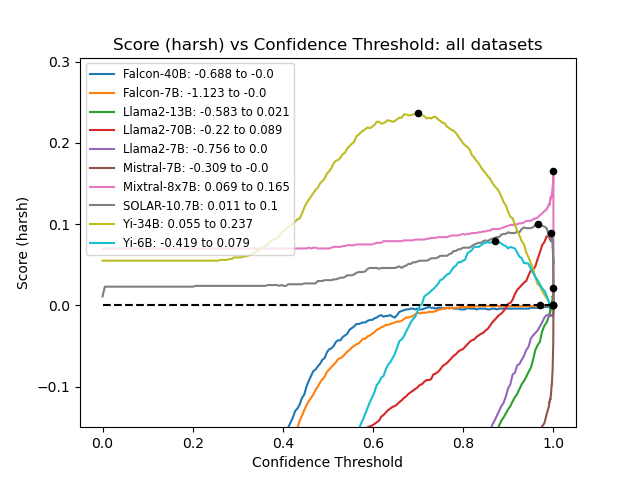 Score (harsh) vs Confidence Threshold: all datasets
Score (harsh)
0.3
0.2
0.1
0.0
−0.1
Falcon-40B: -0.688 to -0.0
Falcon-7B: -1.123 to -0.0
Llama2-13B: -0.583 to 0.021
Llama2-70B: -0.22 to 0.089
Llama2-7B: -0.756 to 0.0
Mistral-7B: -0.309 to -0.0
Mixtral-8x7B: 0.069 to 0.165
SOLAR-10.7B: 0.011 to 0.1
Yi-34B: 0.055 to 0.237
Yi-6B: -0.419 to 0.079
0.0 0.2 0.4 0.6 0.8 1.0
Confidence Threshold